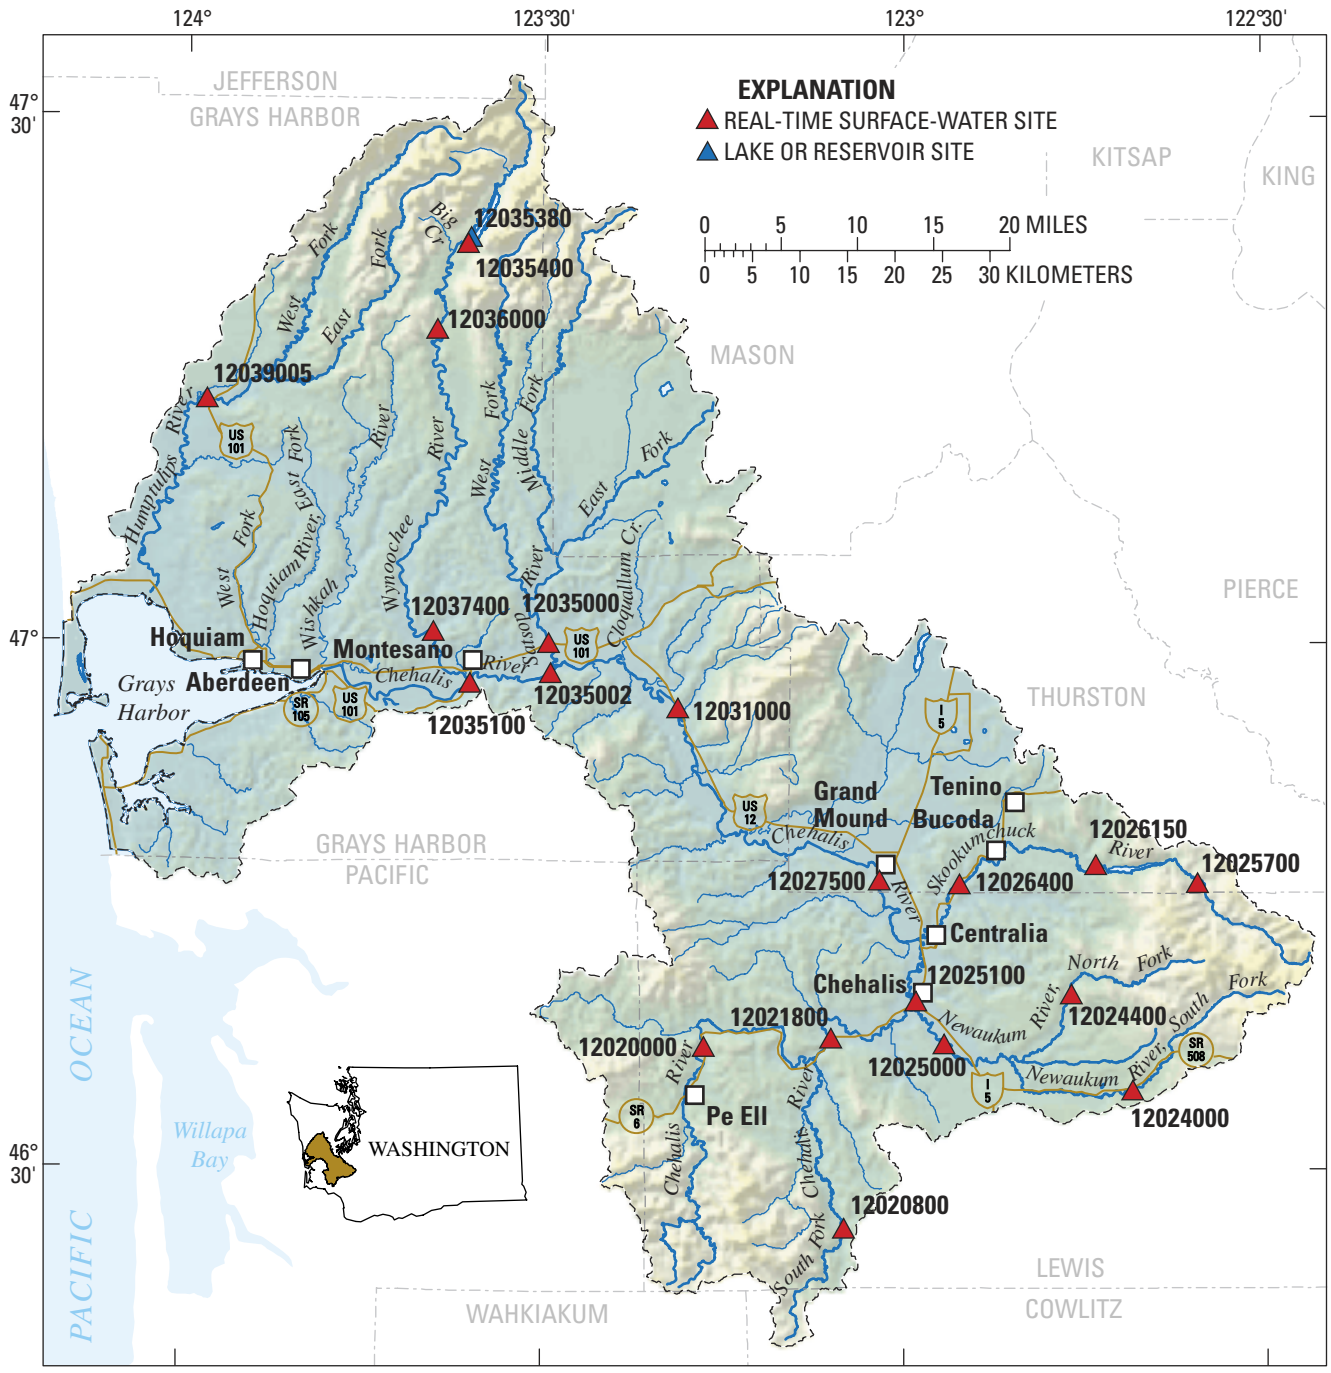 124°
123°30'
123°
122°30'
47°
30'
47°
46°
30'
JEFFERSON
GRAYS HARBOR
EXPLANATION
REAL-TIME SURFACE-WATER SITE
LAKE OR RESERVOIR SITE
KITSAP
KING
0 5 10 15 20 MILES
0 5 10 15 20 25 30 KILOMETERS
Big
Cr
12035380
12035400
12036000
West
Fork
East
Fork
MASON
12039005
Humptulips
River
US
101
West
Fork
Hoquiam River,
East Fork
Wishkah
River
Wynoochee
River
West
Fork
Middle
Fork
East
Fork
Satsop
River
Cloquallum Cr.
PIERCE
12037400
12035000
Hoquiam
Aberdeen
Montesano
US
101
Grays
Harbor
Chehalis
River
SR
105
US
101
12035100
12035002
12031000
THURSTON
I
5
Grand
Mound
Tenino
Bucoda
US
12
Chehalis
River
Skookumchuck
River
12026150
12025700
GRAYS HARBOR
PACIFIC
12027500
12026400
Centralia
Chehalis
12025100
North
Fork
River,
Newaukum
12024400
South
Fork
River,
Newaukum
SR
508
12021800
12020000
River
River
12025000
I
5
12024000
SR
6
Pe Ell
Chehalis
Chehalis
South Fork
12020800
PACIFIC
OCEAN
Willapa
Bay
WASHINGTON
WAHKIAKUM
LEWIS
COWLITZ